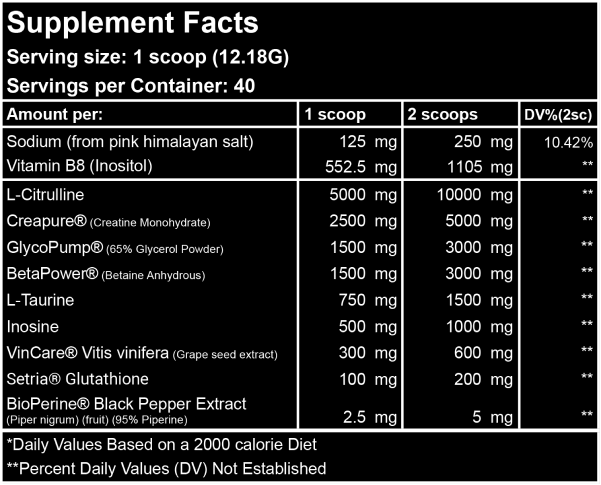 Supplement Facts
Serving size: 1 scoop (12.18G)
Servings per Container: 40
Amount per: 1 scoop 2 scoops DV%(2sc)
Sodium (from pink himalayan salt) 125 mg 250 mg 10.42%
Vitamin B8 (Inositol) 552.5 mg 1105 mg **
L-Citrulline 5000 mg 10000 mg **
Creapure® (Creatine Monohydrate) 2500 mg 5000 mg **
GlycoPump® (65% Glycerol Powder) 1500 mg 3000 mg **
BetaPower® (Betaine Anhydrous) 1500 mg 3000 mg **
L-Taurine 750 mg 1500 mg **
Inosine 500 mg 1000 mg **
VinCare® Vitis vinifera (Grape seed extract) 300 mg 600 mg **
Setria® Glutathione 100 mg 200 mg **
BioPerine® Black Pepper Extract
(Piper nigrum) (fruit) (95% Piperine) 2.5 mg 5 mg **
*Daily Values Based on a 2000 calorie Diet
**Percent Daily Values (DV) Not Established